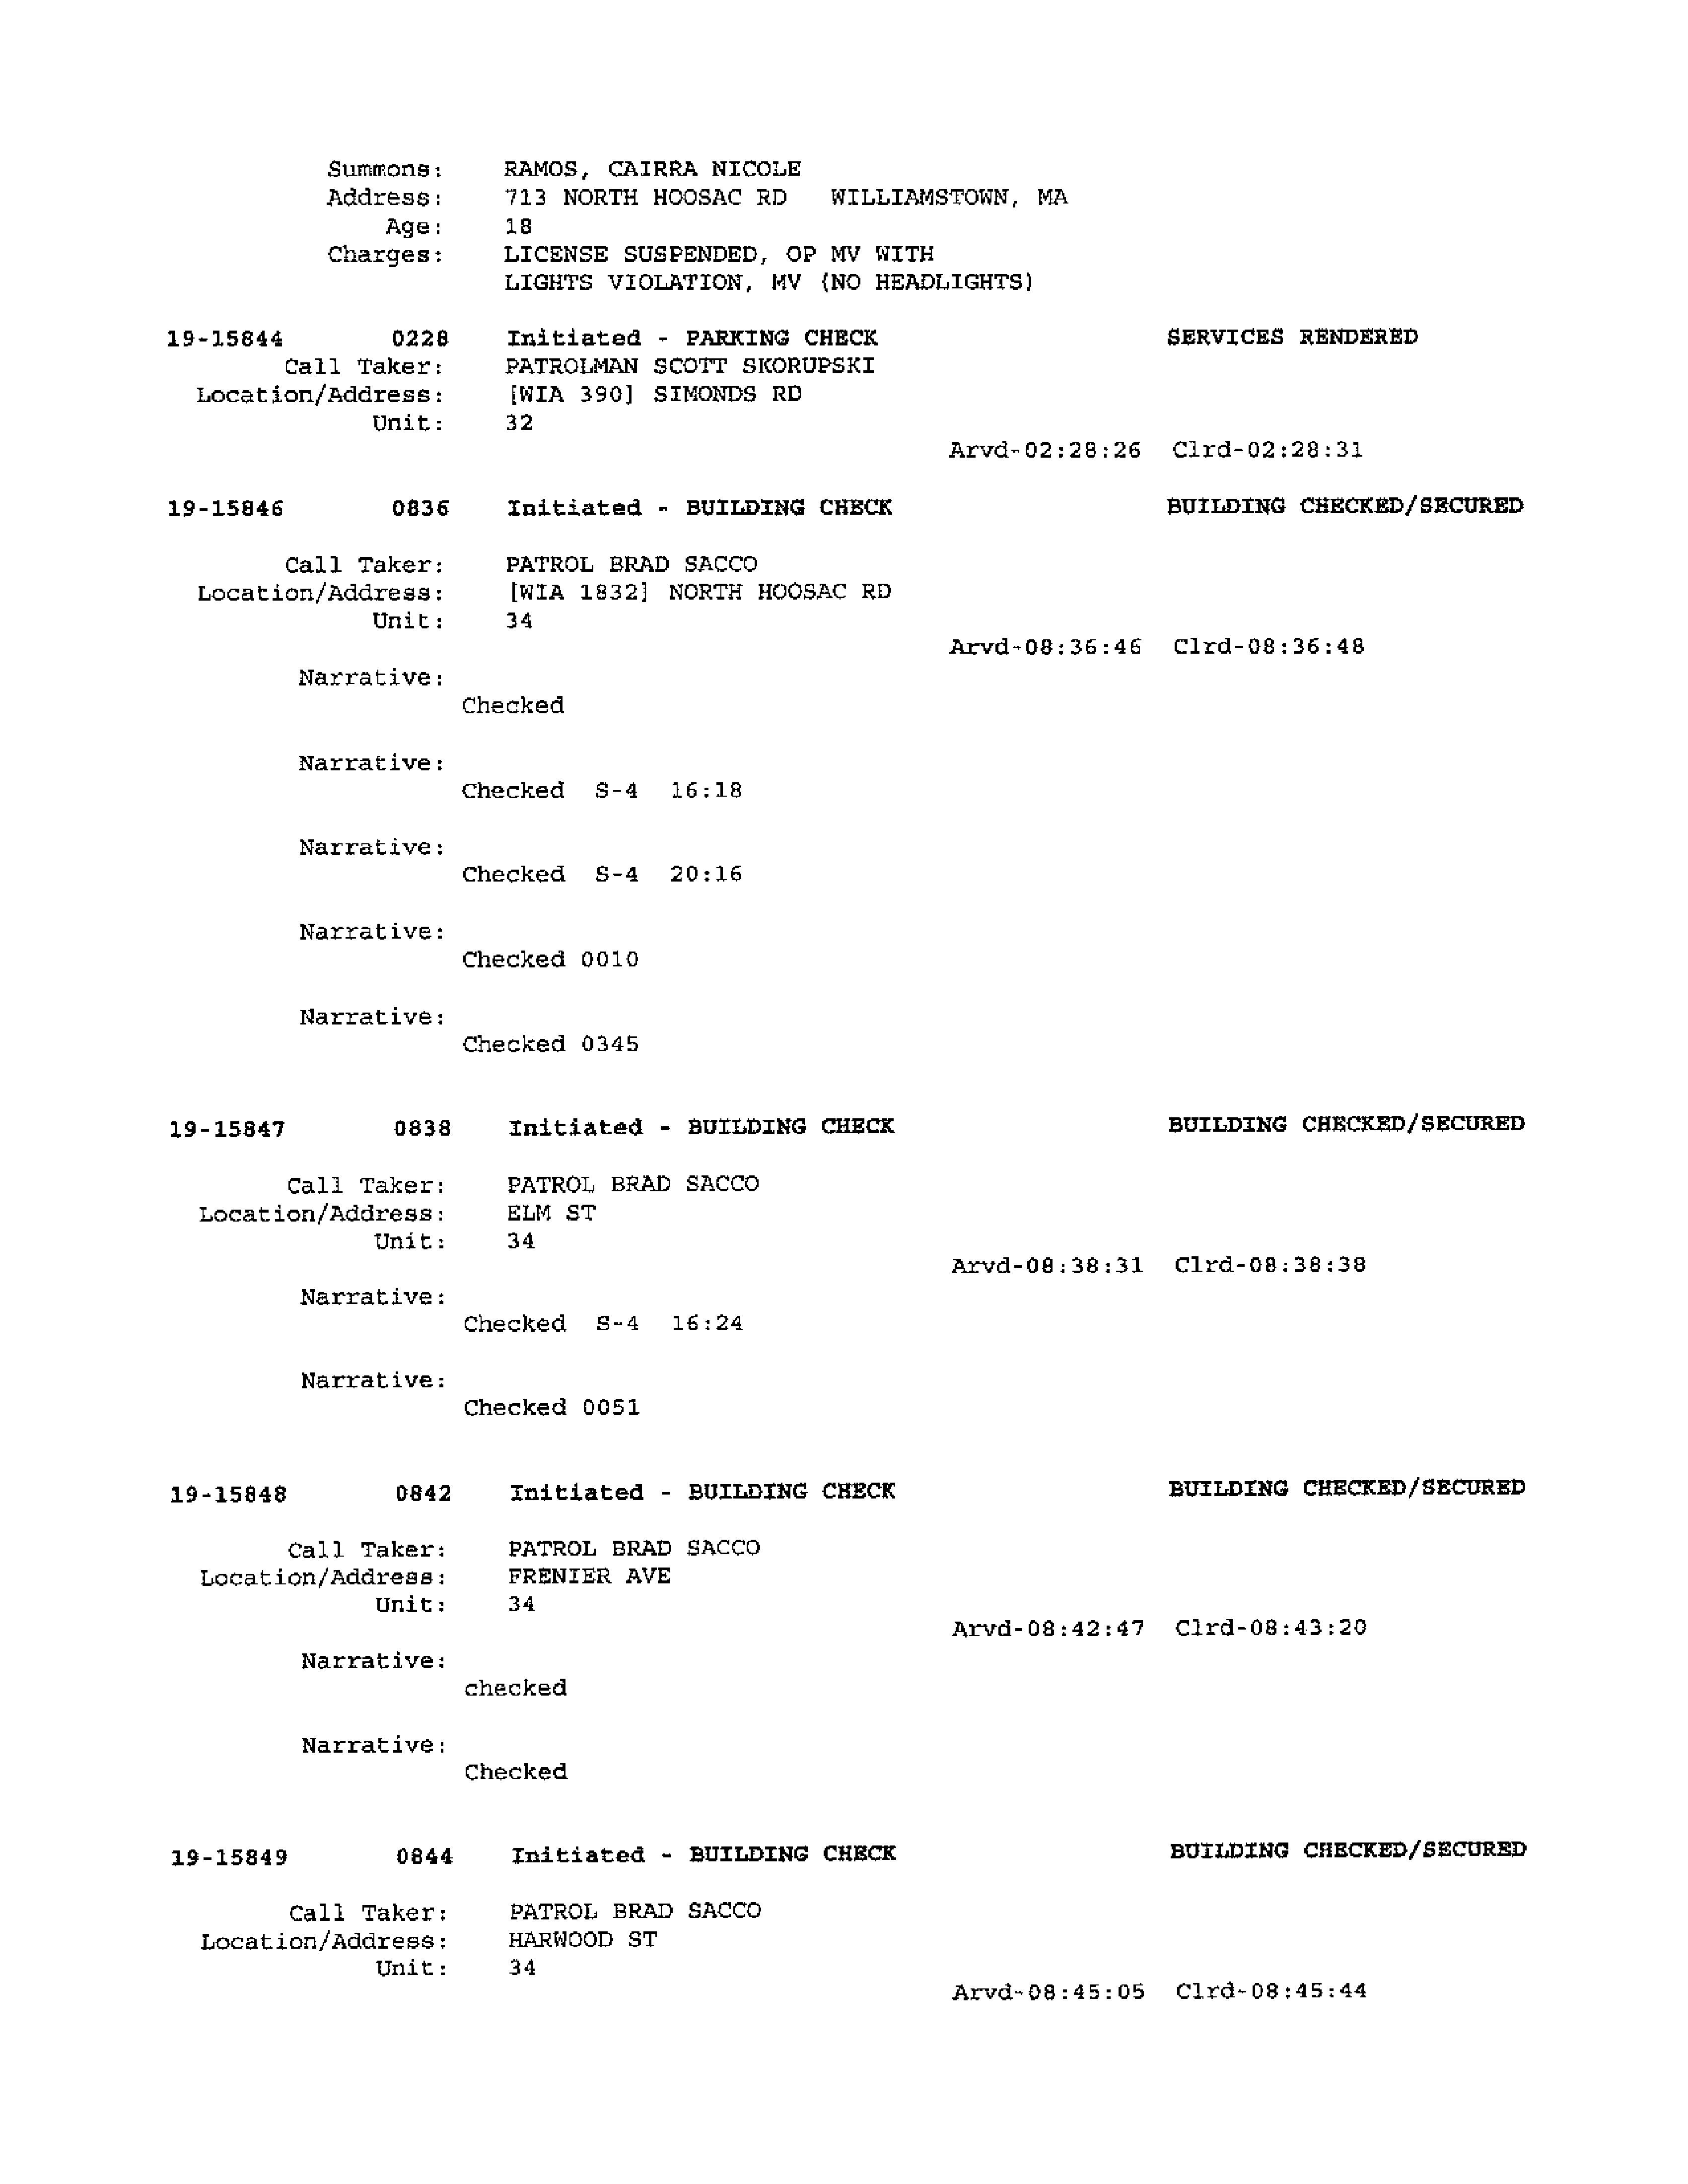 Summons: RAMOS, CAIRRA NICOLE
Address: 713 NORTH HOOSAC RD WILLIAMSTOWN, MA
Age: 18
Charges: LICENSE SUSPENDED, OP MV WITH
LIGHTS VIOLATION, MV (NO HEADLIGHTS)
19-15844 0228 Initiated - PARKING CHECK SERVICES RENDERED
Call Taker: PATROLMAN SCOTT SKORUPSKI
Location/Address: [WIA 390] SIMONDS RD
Unit: 32
Arvd-02:28:26 Clrd-02:28:31
19-15846 0836 Initiated - BUILDING CHECK BUILDING CHECKED/SECURED
Call Taker: PATROL BRAD SACCO
Location/Address: [WIA 1832] NORTH HOOSAC RD
Unit: 34
Arvd-08:36:46 Clrd-08:36:48
Narrative:
Checked
Narrative:
Checked S-4 16:18
Narrative:
Checked S-4 20:16
Narrative:
Checked 0010
Narrative:
Checked 0345
19-15847 0838 Initiated - BUILDING CHECK BUILDING CHECKED/SECURED
Call Taker: PATROL BRAD SACCO
Location/Address: ELM ST
Unit: 34
Arvd-08:38:31 Clrd-08:38:38
Narrative:
Checked S-4 16:24
Narrative:
Checked 0051
19-15848 0842 Initiated - BUILDING CHECK BUILDING CHECKED/SECURED
Call Taker: PATROL BRAD SACCO
Location/Address: FRENIER AVE
Unit: 34
Arvd-08:42:47 Clrd-08:43:20
Narrative:
checked
Narrative:
Checked
19-15849 0844 Initiated - BUILDING CHECK BUILDING CHECKED/SECURED
Call Taker: PATROL BRAD SACCO
Location/Address: HARWOOD ST
Unit: 34
Arvd-08:45:05 Clrd-08:45:44